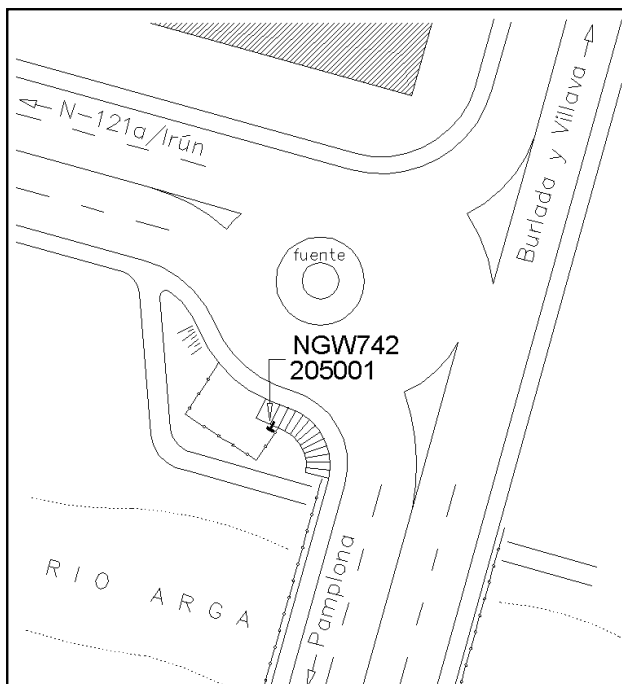 N-121a/Irún
Burlada y Villava
fuente
NGW742
205001
Pamplona
RIO ARGA